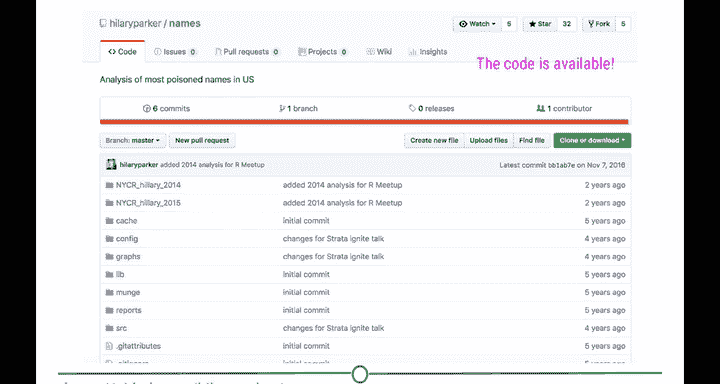 hilaryparker / names
Watch 5 Star 32 Fork 5
Code Issues 0 Pull requests 0 Projects 0 Wiki Insights
The code is available!
Analysis of most poisoned names in US
6 commits 1 branch 0 releases 1 contributor
Branch: master New pull request Create new file Upload files Find file Clone or download
hilaryparker added 2014 analysis for R Meetup Latest commit bb1ab7e on Nov 7, 2016
NYCR_hillary_2014 added 2014 analysis for R Meetup 2 years ago
NYCR_hillary_2015 added 2014 analysis for R Meetup 2 years ago
cache initial commit 5 years ago
config changes for Strata ignite talk 4 years ago
graphs changes for Strata ignite talk 4 years ago
lib initial commit 5 years ago
munge initial commit 5 years ago
reports initial commit 5 years ago
src changes for Strata ignite talk 4 years ago
.gitattributes initial commit 5 years ago